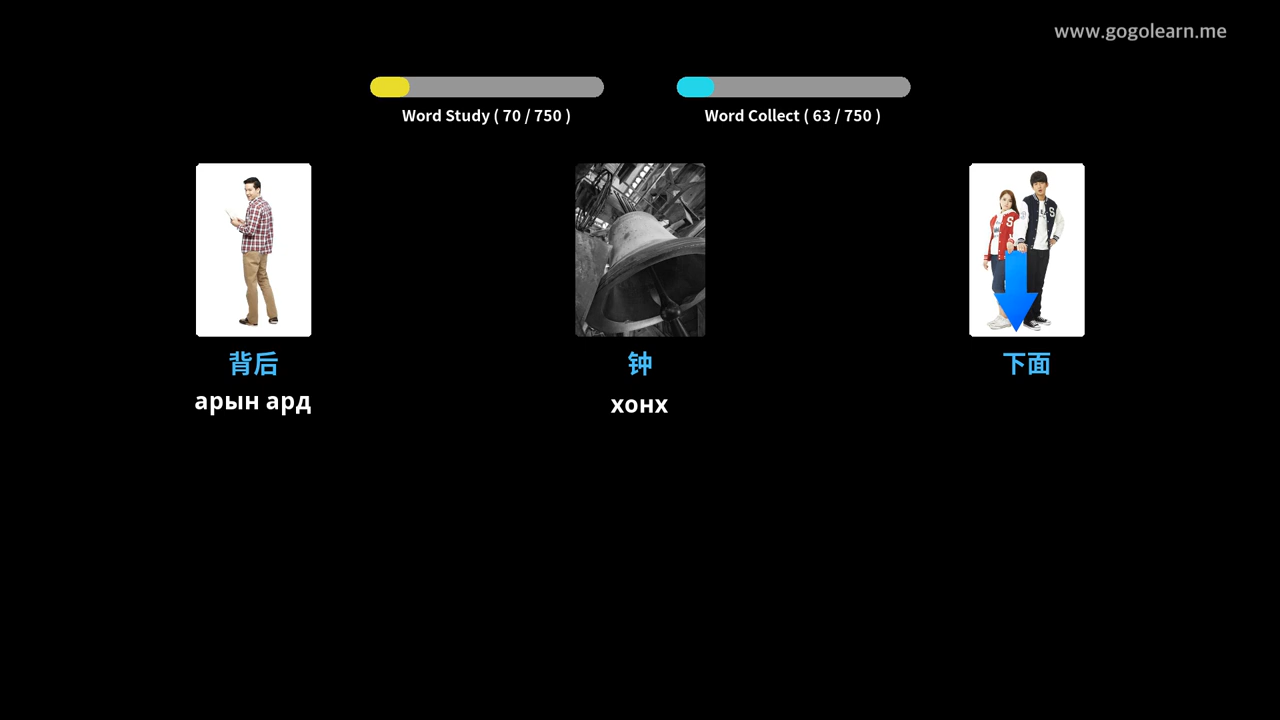 www.gogolearn.me
Word Study ( 70 / 750 )
Word Collect ( 63 / 750 )
背后
钟
下面
арын ард
хонх
S
S